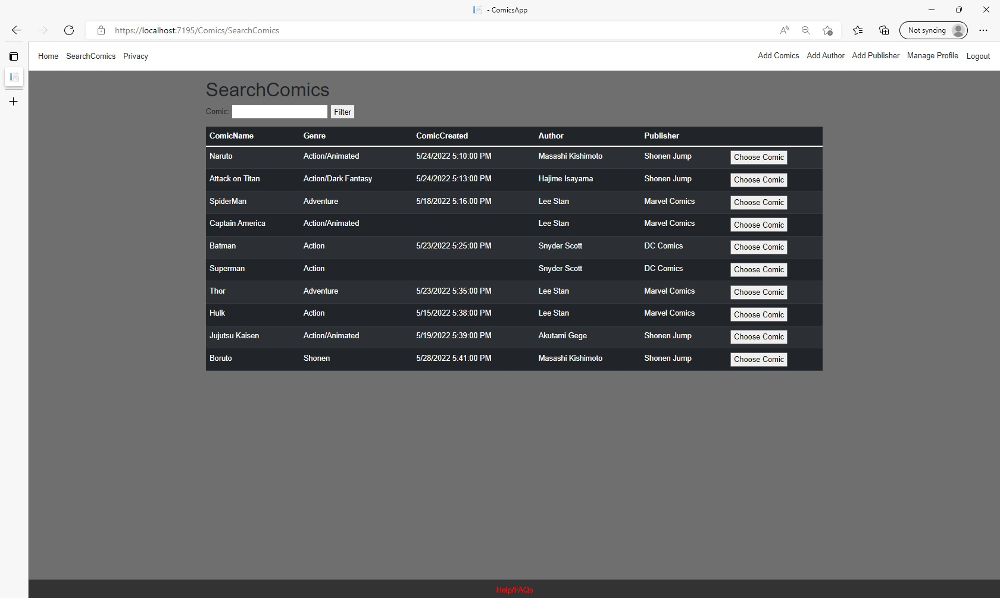 - ComicsApp
https://localhost:7195/Comics/SearchComics
Not syncing
Home SearchComics Privacy Add Comics Add Author Add Publisher Manage Profile Logout
SearchComics
Comic: Filter
ComicName Genre ComicCreated Author Publisher
Naruto Action/Animated 5/24/2022 5:10:00 PM Masashi Kishimoto Shonen Jump Choose Comic
Attack on Titan Action/Dark Fantasy 5/24/2022 5:13:00 PM Hajime Isayama Shonen Jump Choose Comic
SpiderMan Adventure 5/18/2022 5:16:00 PM Lee Stan Marvel Comics Choose Comic
Captain America Action/Animated Lee Stan Marvel Comics Choose Comic
Batman Action 5/23/2022 5:25:00 PM Snyder Scott DC Comics Choose Comic
Superman Action Snyder Scott DC Comics Choose Comic
Thor Adventure 5/23/2022 5:35:00 PM Lee Stan Marvel Comics Choose Comic
Hulk Action 5/15/2022 5:38:00 PM Lee Stan Marvel Comics Choose Comic
Jujutsu Kaisen Action/Animated 5/19/2022 5:39:00 PM Akutami Gege Shonen Jump Choose Comic
Boruto Shonen 5/28/2022 5:41:00 PM Masashi Kishimoto Shonen Jump Choose Comic
Help/FAQs